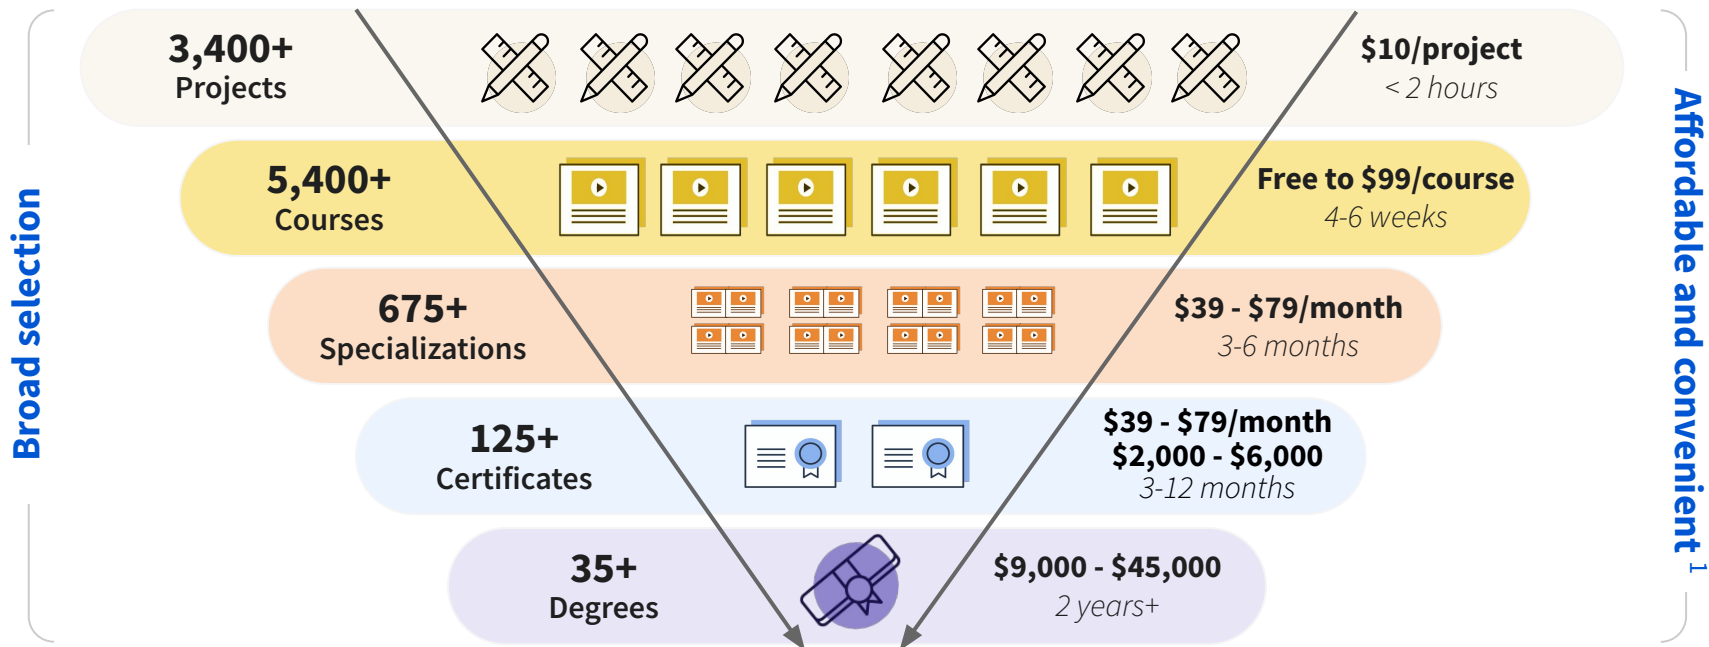 Broad selection
3,400+
Projects
$10/project
< 2 hours
5,400+
Courses
Free to $99/course
4-6 weeks
675+
Specializations
$39 - $79/month
3-6 months
125+
Certificates
$39 - $79/month
$2,000 - $6,000
3-12 months
35+
Degrees
$9,000 - $45,000
2 years+
Affordable and convenient 1